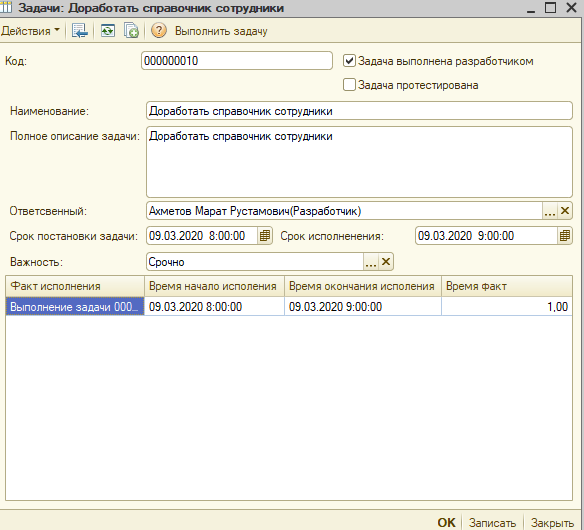 Задачи: Доработать справочник сотрудники
Действия Выполнить задачу
Код: 000000010 Задача выполнена разработчиком
Задача протестирована
Наименование: Доработать справочник сотрудники
Полное описание задачи: Доработать справочник сотрудники
Ответсвенный: Ахметов Марат Рустамович(Разработчик) ...
Срок постановки задачи: 09.03.2020 8:00:00 Срок исполненения: 09.03.2020 9:00:00
Важность: Срочно ...
Факт исполнения Время начало исполения Время окончания исполения Время факт
Выполнение задачи 000... 09.03.2020 8:00:00 09.03.2020 9:00:00 1,00
OK Записать Закрыть